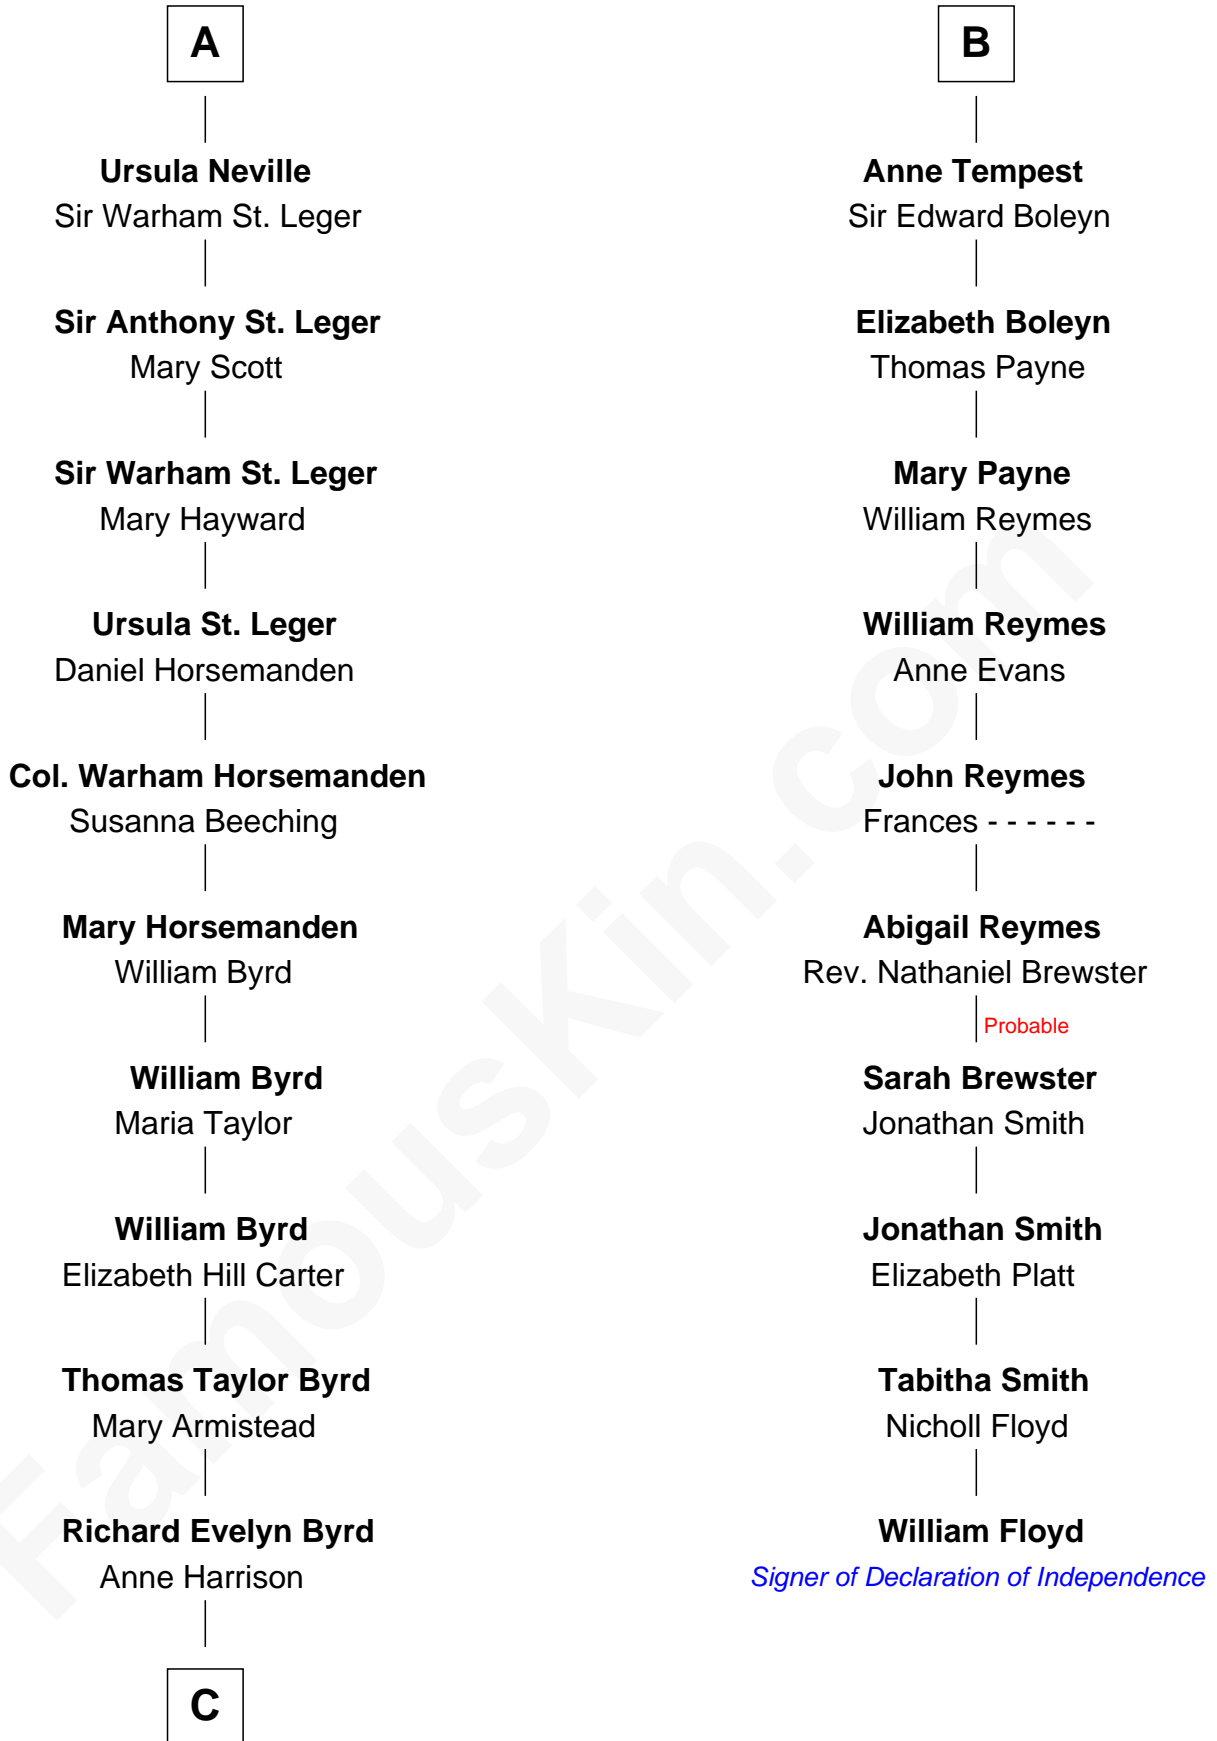 A
Ursula Neville
Sir Warham St. Leger
Sir Anthony St. Leger
Mary Scott
Sir Warham St. Leger
Mary Hayward
Ursula St. Leger
Daniel Horsemanden
Col. Warham Horsemanden
Susanna Beeching
Mary Horsemanden
William Byrd
William Byrd
Maria Taylor
William Byrd
Elizabeth Hill Carter
Thomas Taylor Byrd
Mary Armistead
Richard Evelyn Byrd
Anne Harrison
C
B
Anne Tempest
Sir Edward Boleyn
Elizabeth Boleyn
Thomas Payne
Mary Payne
William Reymes
William Reymes
Anne Evans
John Reymes
Frances - - - - - -
Abigail Reymes
Rev. Nathaniel Brewster
Probable
Sarah Brewster
Jonathan Smith
Jonathan Smith
Elizabeth Platt
Tabitha Smith
Nicholl Floyd
William Floyd
Signer of Declaration of Independence
FamousKin.com